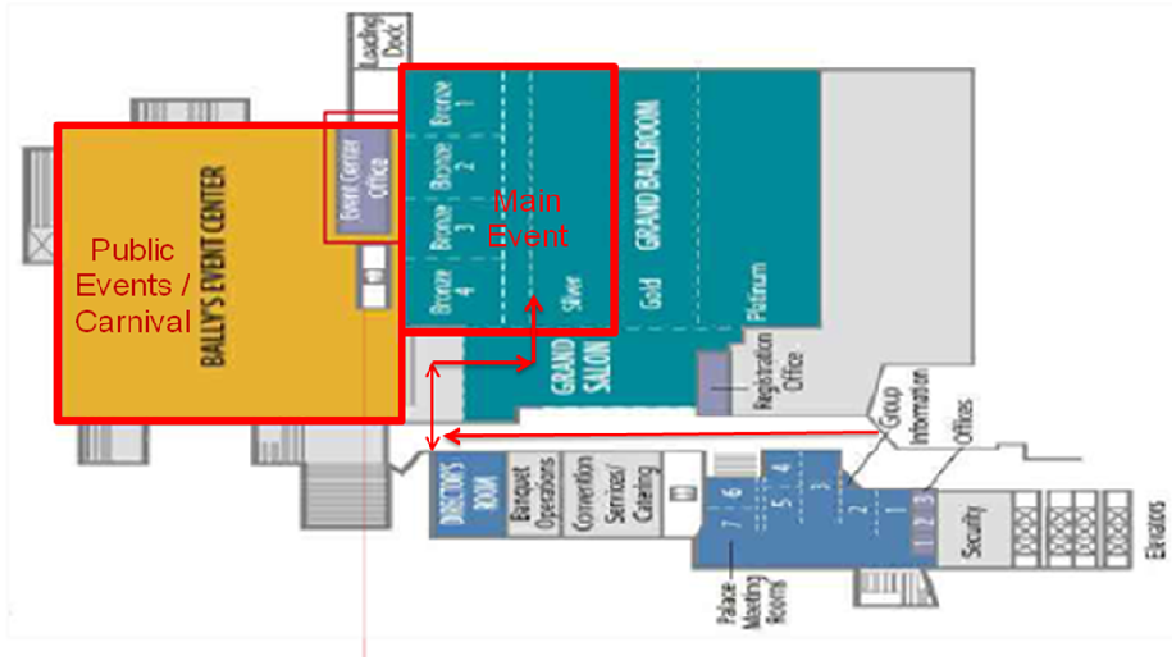 Loading
Dock
Event Center
Office
Public
Events /
Carnival
BALLY'S EVENT CENTER
Bronze
1
Bronze
2
Bronze
3
Bronze
4
Main
Event
Silver
GRAND BALLROOM
Gold
Platinum
GRAND
SALON
Registration
Office
Group
Information
Offices
DIRECTOR'S
ROOM
Banquet
Operations
Convention
Services/
Catering
7
6
5
4
3
2
1
1 2 3
Security
Elevators
Palace
Meeting
Rooms